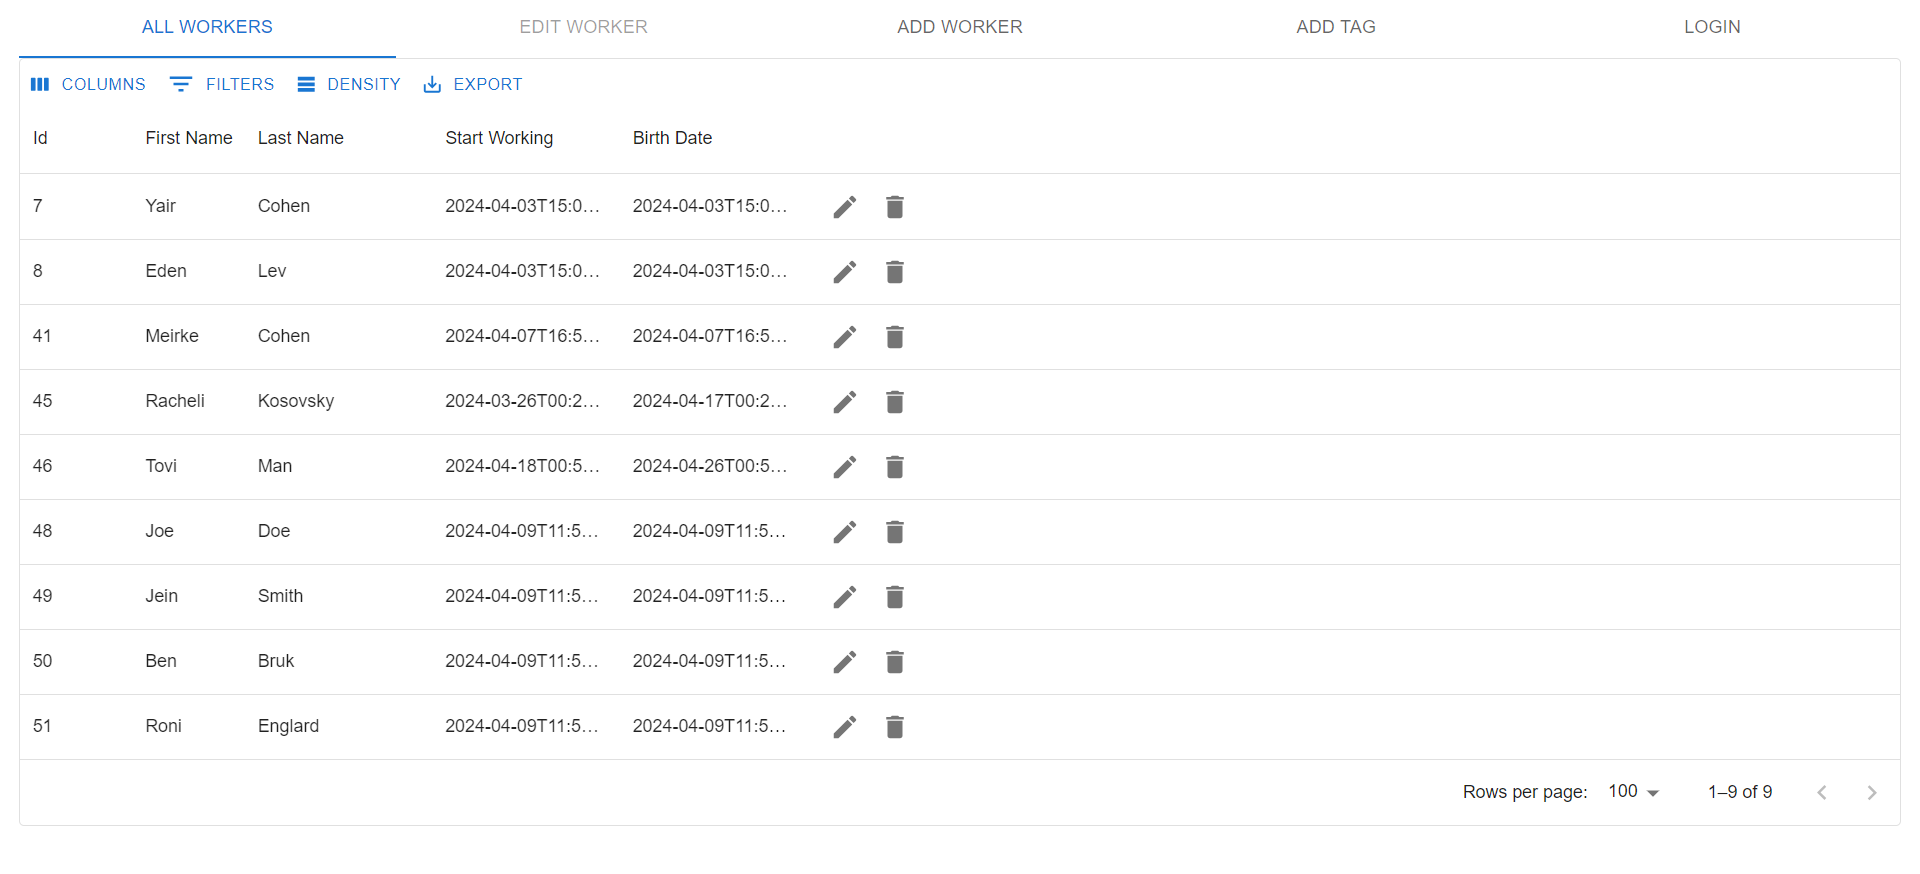 ALL WORKERS EDIT WORKER ADD WORKER ADD TAG LOGIN
COLUMNS FILTERS DENSITY EXPORT
Id First Name Last Name Start Working Birth Date
7 Yair Cohen 2024-04-03T15:0... 2024-04-03T15:0...
8 Eden Lev 2024-04-03T15:0... 2024-04-03T15:0...
41 Meirke Cohen 2024-04-07T16:5... 2024-04-07T16:5...
45 Racheli Kosovsky 2024-03-26T00:2... 2024-04-17T00:2...
46 Tovi Man 2024-04-18T00:5... 2024-04-26T00:5...
48 Joe Doe 2024-04-09T11:5... 2024-04-09T11:5...
49 Jein Smith 2024-04-09T11:5... 2024-04-09T11:5...
50 Ben Bruk 2024-04-09T11:5... 2024-04-09T11:5...
51 Roni Englard 2024-04-09T11:5... 2024-04-09T11:5...
Rows per page: 100 1–9 of 9